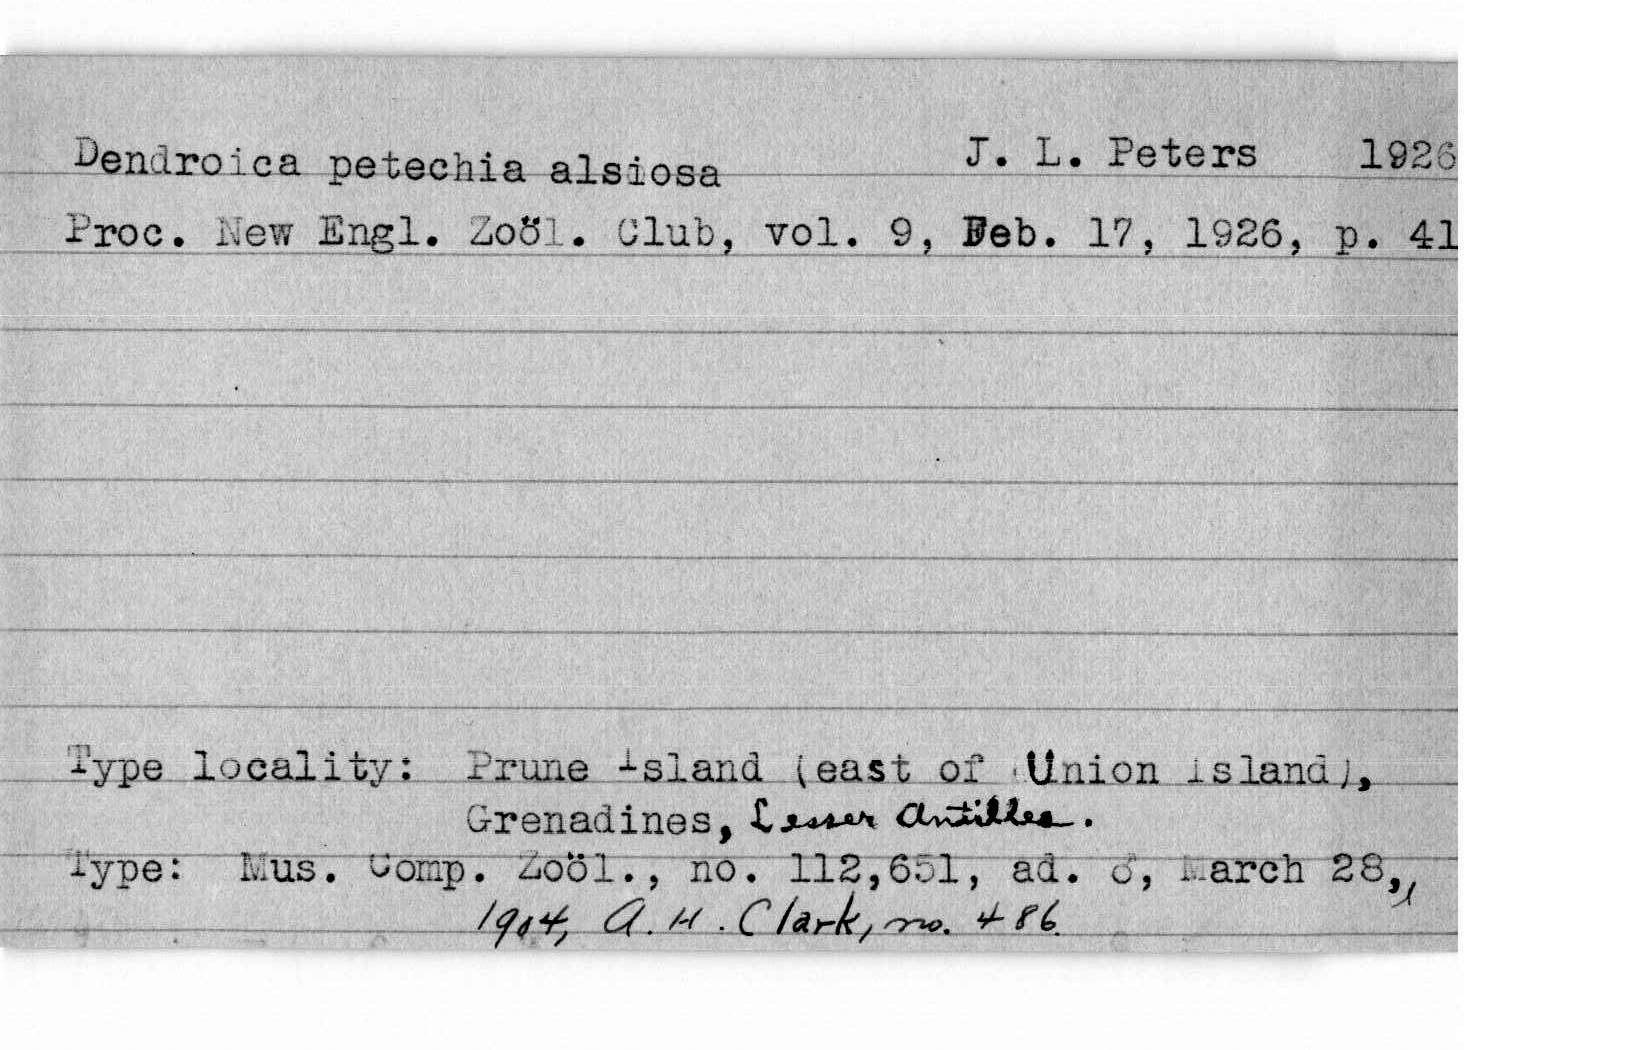 Dendroica petechia alsiosa J. L. Peters 1926
Proc. New Engl. Zoöl. Club, vol. 9, Feb. 17, 1926, p. 41
Type locality: Prune Island (east of Union Island),
Grenadines, Lesser Antilles.
Type: Mus. Comp. Zoöl., no. 112,651, ad. ♂, March 28,
1904, A. H. Clark, no. 486